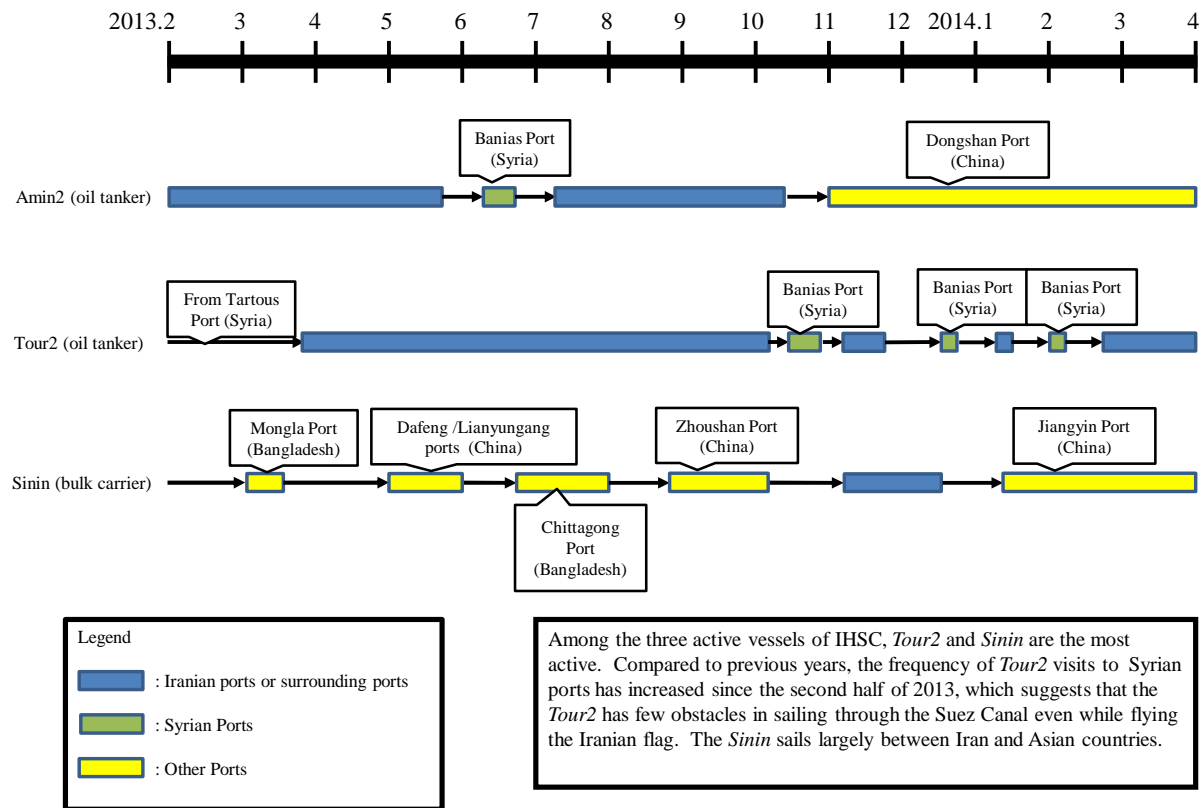 2013.2 3 4 5 6 7 8 9 10 11 12 2014.1 2 3 4
Banias Port
(Syria)
Dongshan Port
(China)
Amin2 (oil tanker)
From Tartous
Port (Syria)
Banias Port
(Syria)
Banias Port
(Syria)
Banias Port
(Syria)
Tour2 (oil tanker)
Mongla Port
(Bangladesh)
Dafeng /Lianyungang
ports (China)
Zhoushan Port
(China)
Jiangyin Port
(China)
Sinin (bulk carrier)
Chittagong
Port
(Bangladesh)
Legend
: Iranian ports or surrounding ports
: Syrian Ports
: Other Ports
Among the three active vessels of IHSC, Tour2 and Sinin are the most
active. Compared to previous years, the frequency of Tour2 visits to Syrian
ports has increased since the second half of 2013, which suggests that the
Tour2 has few obstacles in sailing through the Suez Canal even while flying
the Iranian flag. The Sinin sails largely between Iran and Asian countries.